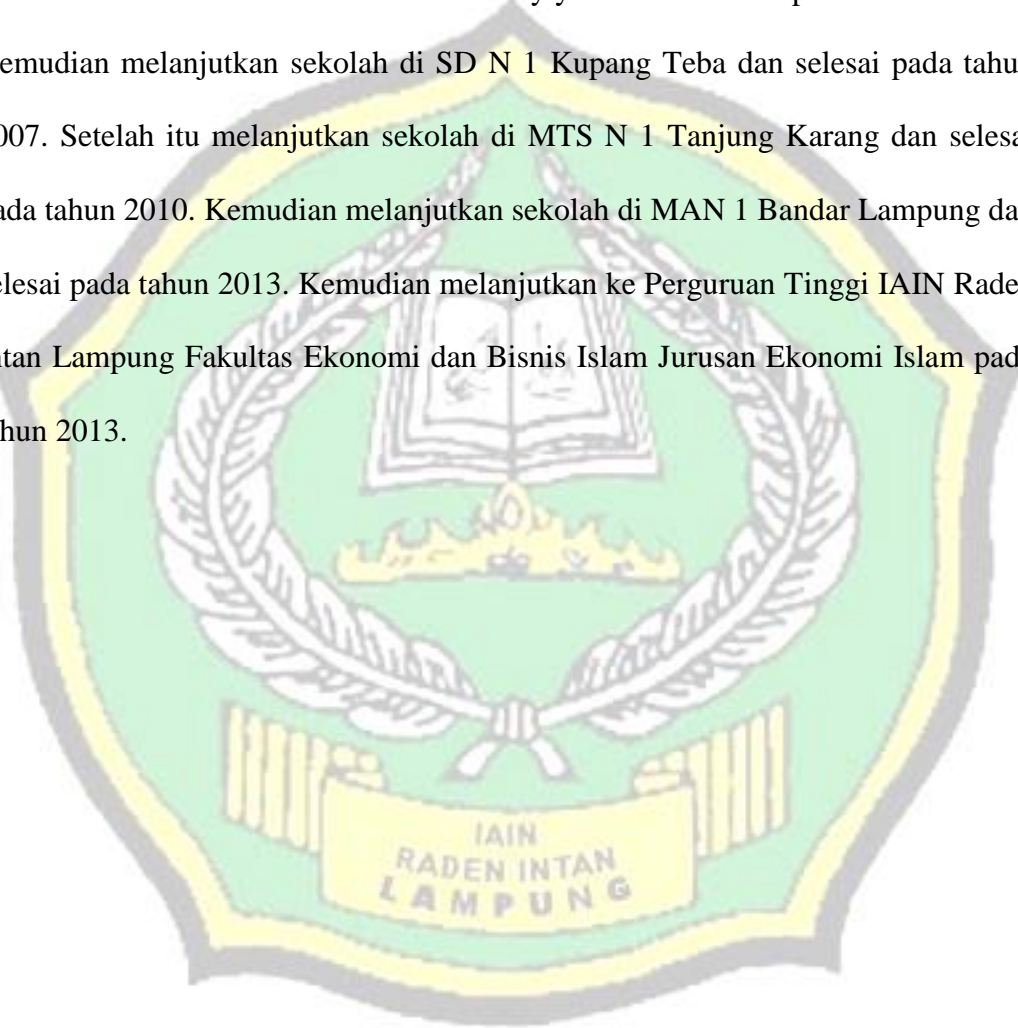 emudian melanjutkan sekolah di SD N 1 Kupang Teba dan selesai pada tahu
007. Setelah itu melanjutkan sekolah di MTS N 1 Tanjung Karang dan selesa
ada tahun 2010. Kemudian melanjutkan sekolah di MAN 1 Bandar Lampung da
elesai pada tahun 2013. Kemudian melanjutkan ke Perguruan Tinggi IAIN Rade
ntan Lampung Fakultas Ekonomi dan Bisnis Islam Jurusan Ekonomi Islam pad
ahun 2013.
IAIN
RADEN INTAN
LAMPUNG